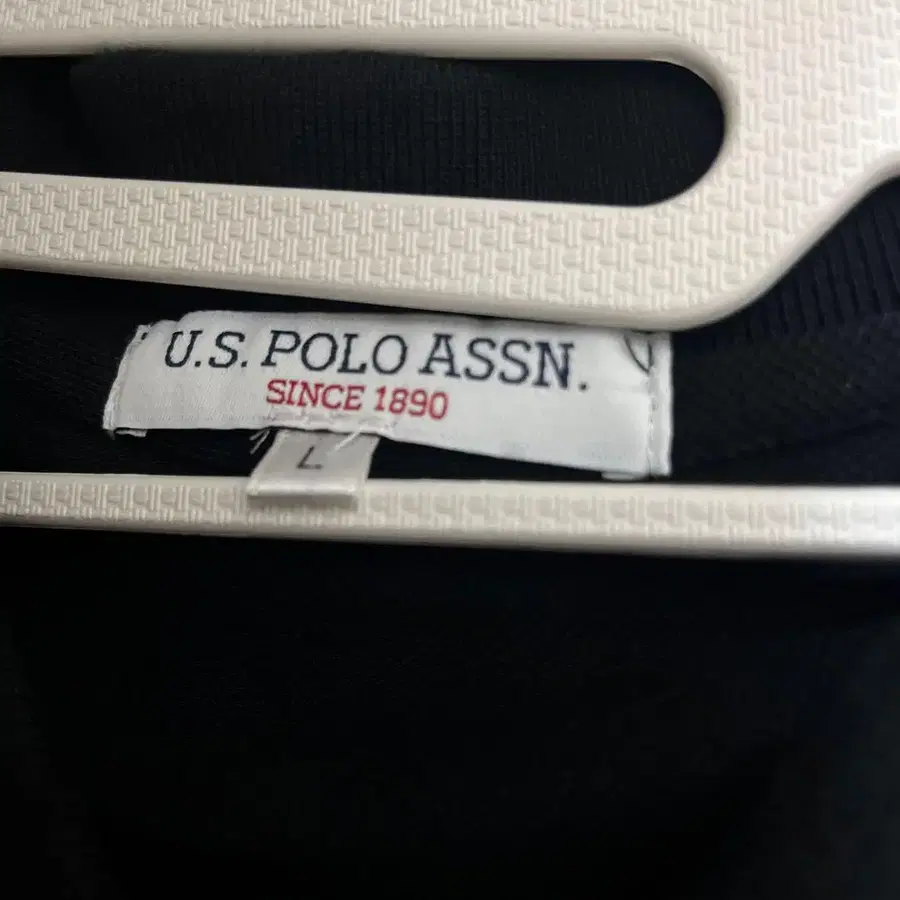 U.S. POLO ASSN.
SINCE 1890
L